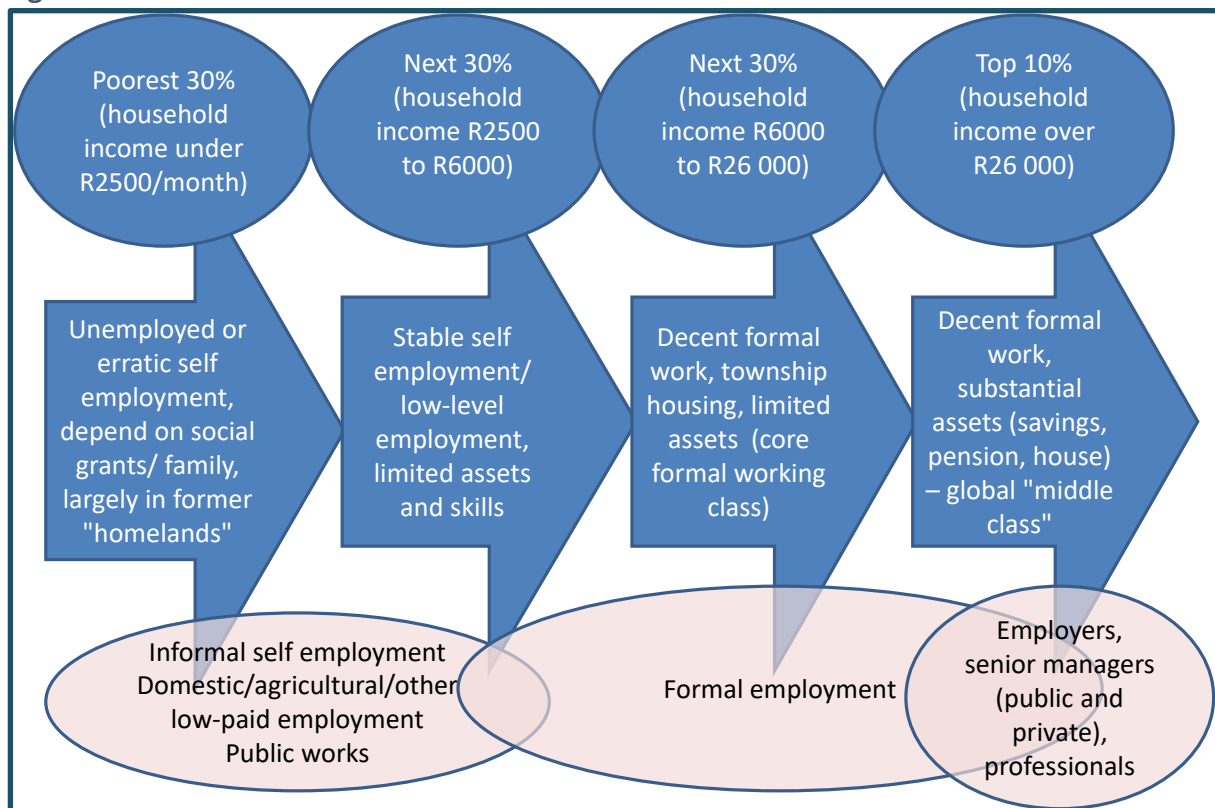 Poorest 30%
(household
income under
R2500/month)
Next 30%
(household
income R2500
to R6000)
Next 30%
(household
income R6000
to R26 000)
Top 10%
(household
income over
R26 000)
Unemployed or
erratic self
employment,
depend on social
grants/ family,
largely in former
"homelands"
Stable self
employment/
low-level
employment,
limited assets
and skills
Decent formal
work, township
housing, limited
assets (core
formal working
class)
Decent formal
work,
substantial
assets (savings,
pension, house)
– global "middle
class"
Informal self employment
Domestic/agricultural/other
low-paid employment
Public works
Formal employment
Employers,
senior managers
(public and
private),
professionals